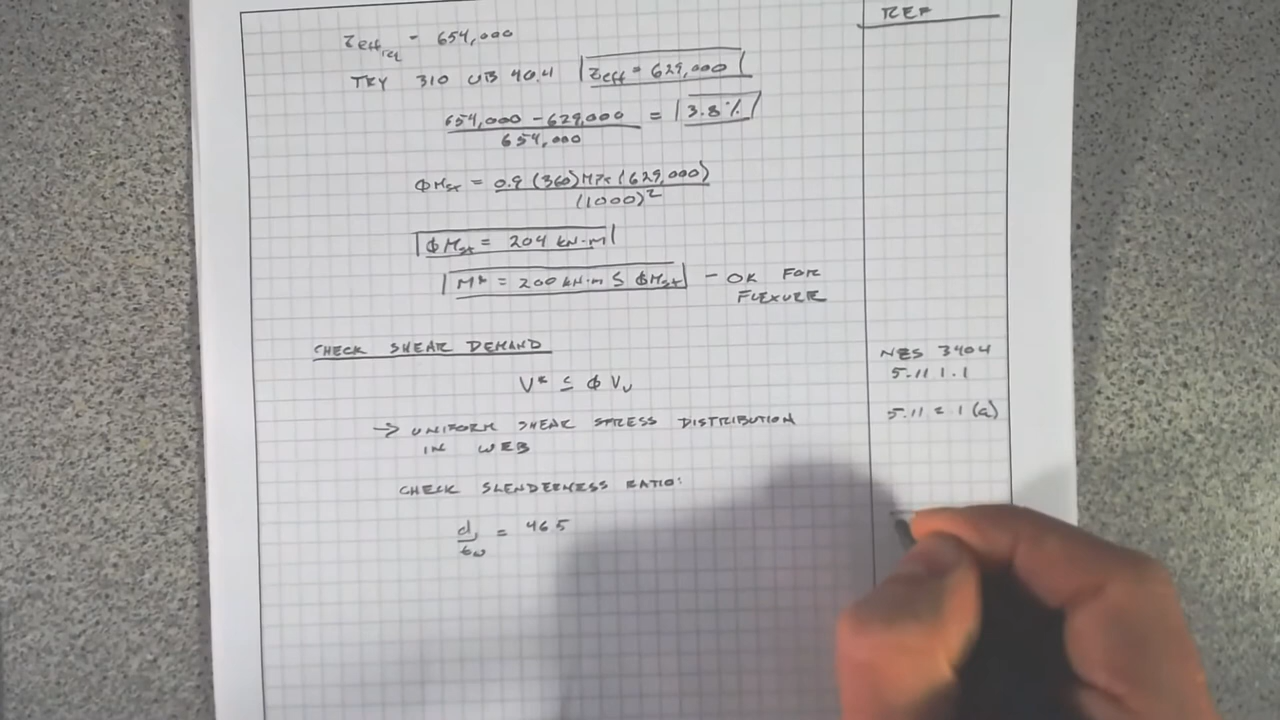 REF
Zeff req = 654,000
TRY 310 UB 40.4 Zeff = 629,000
654,000 - 629,000 = 3.8%
654,000
ΦMsx = 0.9 (360) MPa (629,000)
(1000)²
ΦMsx = 204 kN·m
M* = 200 kN·m ≤ ΦMsx - OK FOR
FLEXURE
CHECK SHEAR DEMAND
NZS 3404
5.11 1.1
V* ≤ ΦVv
→ UNIFORM SHEAR STRESS DISTRIBUTION
5.11 2.1 (a)
IN WEB
CHECK SLENDERNESS RATIO:
d1 = 46.5
tw